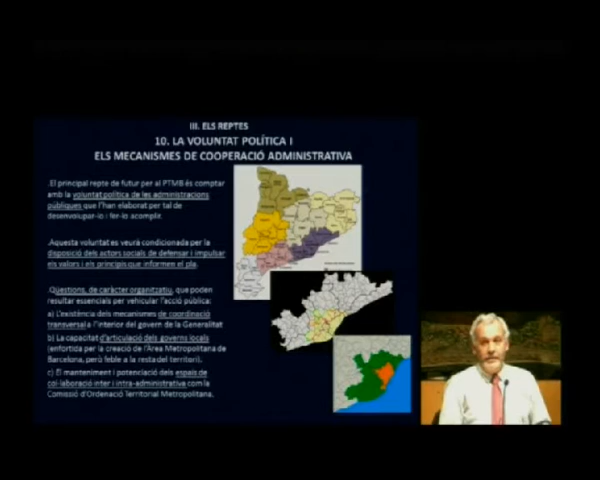 III. ELS REPTES
10. LA VOLUNTAT POLÍTICA I
ELS MECANISMES DE COOPERACIÓ ADMINISTRATIVA
.El principal repte de futur per al PTMB és comptar
amb la voluntat política de les administracions
públiques que l'han elaborat per tal de
desenvolupar-lo i fer-lo acomplir.
.Aquesta voluntat es veurà condicionada per la
disposició dels actors socials de defensar i impulsar
els valors i els principis que informen el pla.
.Qüestions, de caràcter organitzatiu, que poden
resultar essencials per vehicular l'acció pública:
a) L'existència dels mecanismes de coordinació
transversal a l'interior del govern de la Generalitat
b) La capacitat d'articulació dels governs locals
(enfortida per la creació de l'Àrea Metropolitana de
Barcelona, però feble a la resta del territori).
c) El manteniment i potenciació dels espais de
col·laboració inter i intra-administrativa com la
Comissió d'Ordenació Territorial Metropolitana.